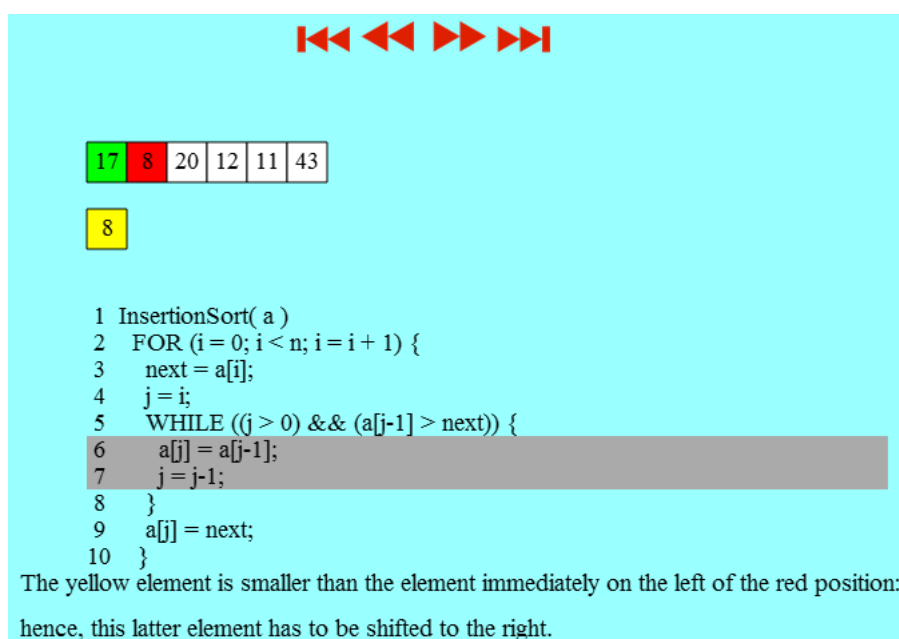 17 8 20 12 11 43
8
1 InsertionSort( a )
2 FOR (i = 0; i < n; i = i + 1) {
3 next = a[i];
4 j = i;
5 WHILE ((j > 0) && (a[j-1] > next)) {
6 a[j] = a[j-1];
7 j = j-1;
8 }
9 a[j] = next;
10 }
The yellow element is smaller than the element immediately on the left of the red position:
hence, this latter element has to be shifted to the right.